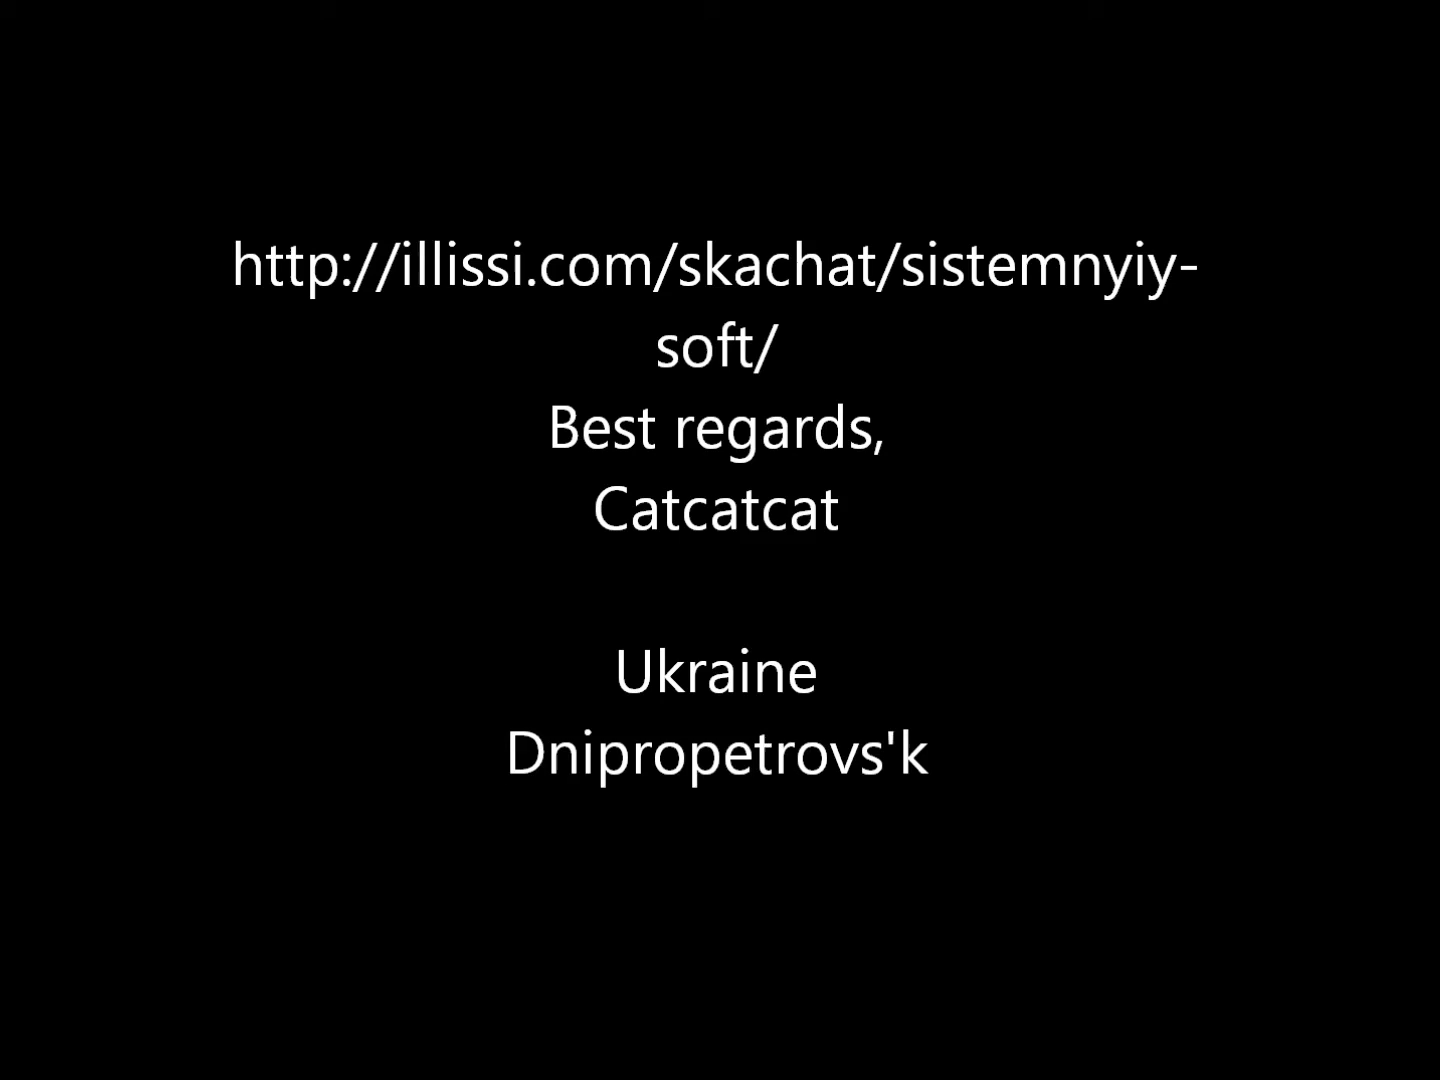 http://illissi.com/skachat/sistemnyiy-
soft/
Best regards,
Catcatcat
Ukraine
Dnipropetrovs'k